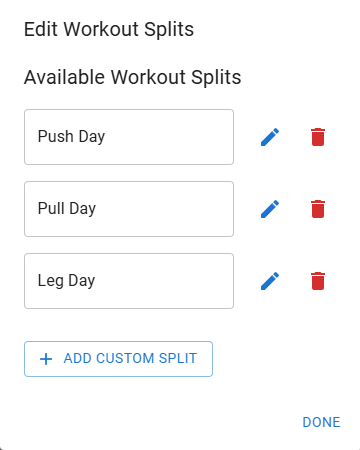 Edit Workout Splits
Available Workout Splits
Push Day
Pull Day
Leg Day
ADD CUSTOM SPLIT
DONE